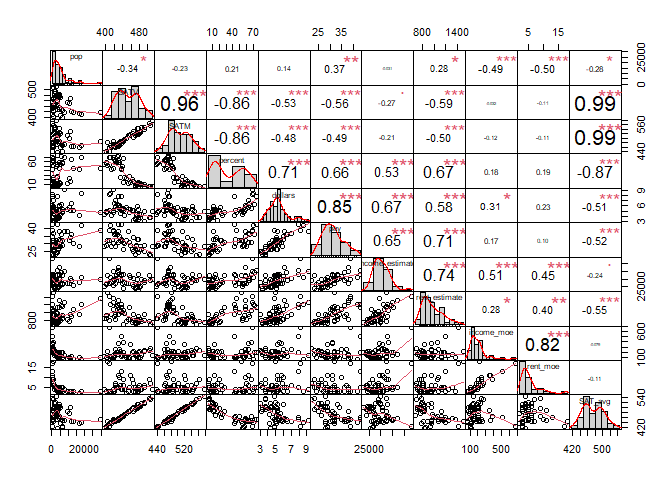 400 480 10 40 70 25 35 800 1400 5 15
pop -0.34 * -0.23 0.21 0.14 0.37 ** 0.28 * -0.49 *** -0.50 *** -0.28 * 0 25000
400 500 0.96 *** -0.86 *** -0.53 *** -0.56 *** -0.27 . -0.59 *** -0.11 0.99 ***
SATM -0.86 *** -0.48 *** -0.49 *** -0.21 -0.50 *** -0.12 -0.11 0.99 *** 440 560
10 60 percent 0.71 *** 0.66 *** 0.53 *** 0.67 *** 0.18 0.19 -0.87 ***
dollars 0.85 *** 0.67 *** 0.58 *** 0.31 * 0.23 -0.51 *** 3 6 9
25 40 0.65 *** 0.71 *** 0.17 0.10 -0.52 ***
income_estimate 0.74 *** 0.51 *** 0.45 *** -0.24 . 25000
800 rent_estimate 0.28 * 0.40 ** -0.55 ***
income_moe 0.82 *** 100 600
5 15 rent_moe -0.11
SAT_avg 420 540
0 20000 440 520 3 5 7 9 25000 100 500 420 500